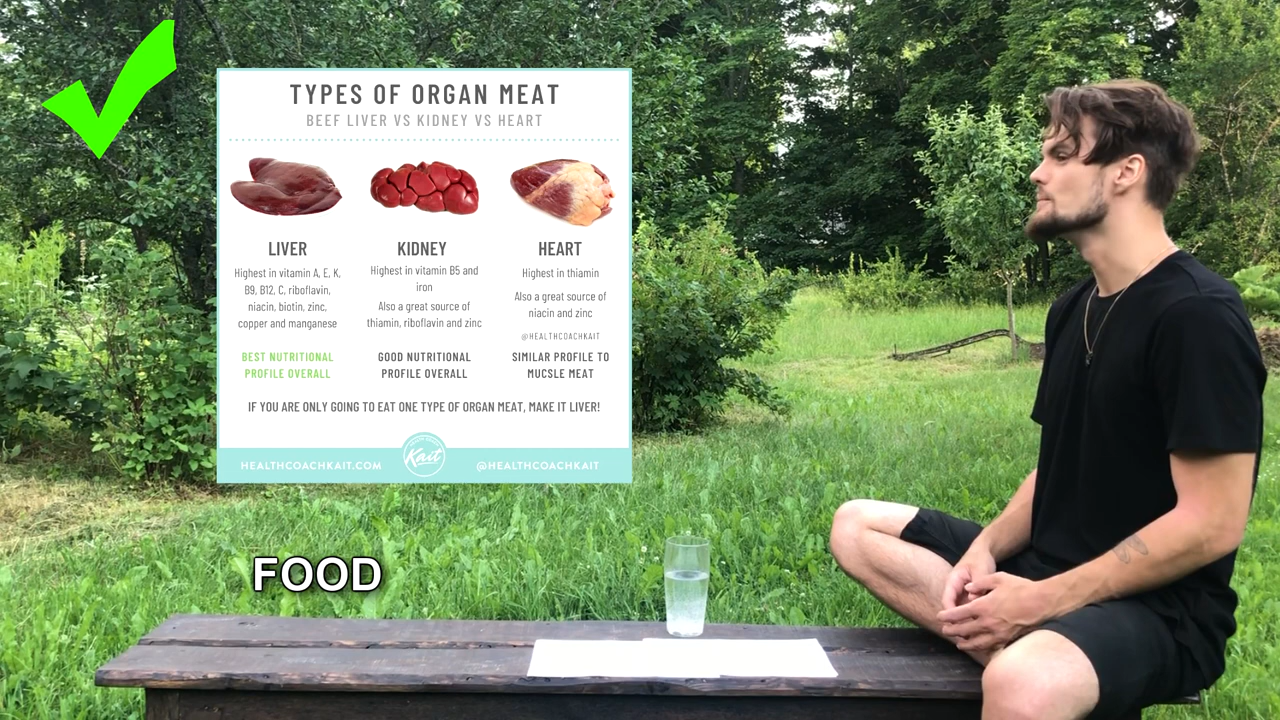 TYPES OF ORGAN MEAT
BEEF LIVER VS KIDNEY VS HEART
LIVER
Highest in vitamin A, E, K,
B9, B12, C, riboflavin,
niacin, biotin, zinc,
copper and manganese
BEST NUTRITIONAL
PROFILE OVERALL
KIDNEY
Highest in vitamin B5 and
iron
Also a great source of
thiamin, riboflavin and zinc
GOOD NUTRITIONAL
PROFILE OVERALL
HEART
Highest in thiamin
Also a great source of
niacin and zinc
@HEALTHCOACHKAIT
SIMILAR PROFILE TO
MUCSLE MEAT
IF YOU ARE ONLY GOING TO EAT ONE TYPE OF ORGAN MEAT, MAKE IT LIVER!
HEALTHCOACHKAIT.COM
Kait
@HEALTHCOACHKAIT
FOOD